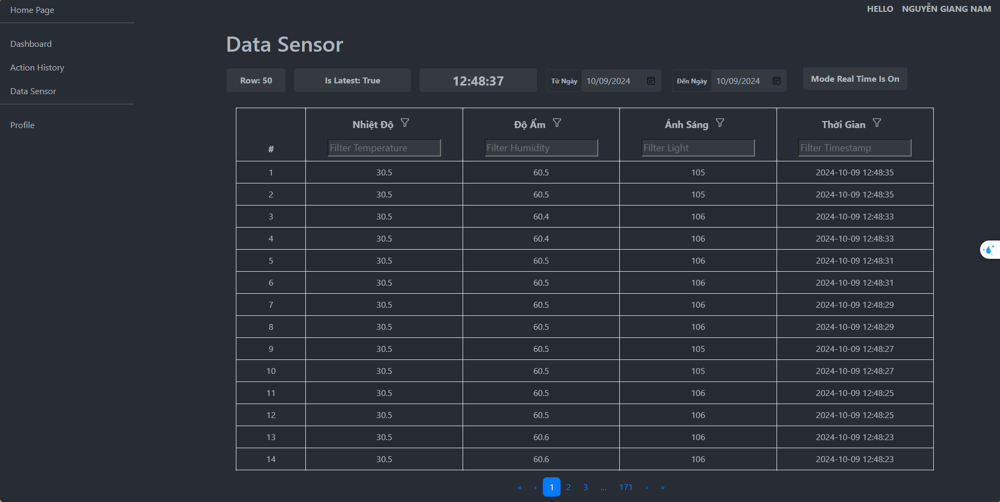 Home Page
HELLO NGUYỄN GIANG NAM
Dashboard
Action History
Data Sensor
Profile
Data Sensor
Row: 50 Is Latest: True 12:48:37 Từ Ngày 10/09/2024 Đến Ngày 10/09/2024 Mode Real Time Is On
# Nhiệt Độ Độ Ẩm Ánh Sáng Thời Gian
Filter Temperature Filter Humidity Filter Light Filter Timestamp
1 30.5 60.5 105 2024-10-09 12:48:35
2 30.5 60.5 105 2024-10-09 12:48:35
3 30.5 60.4 106 2024-10-09 12:48:33
4 30.5 60.4 106 2024-10-09 12:48:33
5 30.5 60.5 106 2024-10-09 12:48:31
6 30.5 60.5 106 2024-10-09 12:48:31
7 30.5 60.5 106 2024-10-09 12:48:29
8 30.5 60.5 106 2024-10-09 12:48:29
9 30.5 60.5 105 2024-10-09 12:48:27
10 30.5 60.5 105 2024-10-09 12:48:27
11 30.5 60.5 106 2024-10-09 12:48:25
12 30.5 60.5 106 2024-10-09 12:48:25
13 30.5 60.6 106 2024-10-09 12:48:23
14 30.5 60.6 106 2024-10-09 12:48:23
« ‹ 1 2 3 ... 171 › »